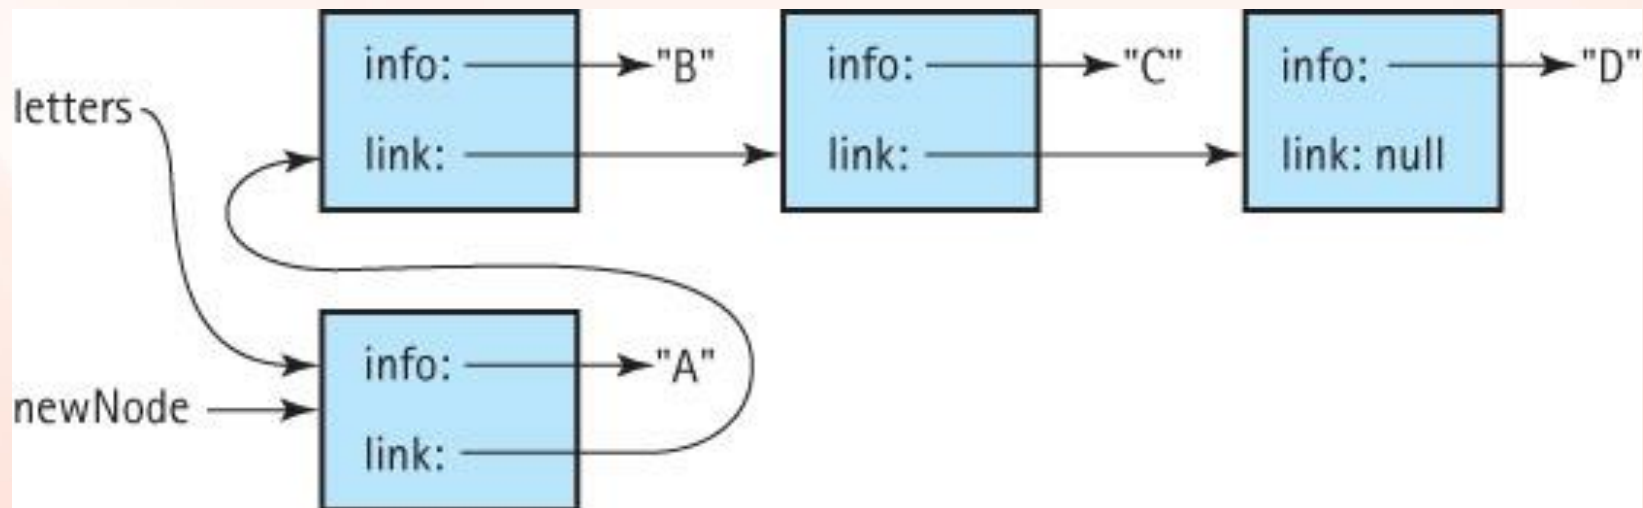 info: "B" info: "C" info: "D"
letters
link: link: link: null
info: "A"
newNode
link: